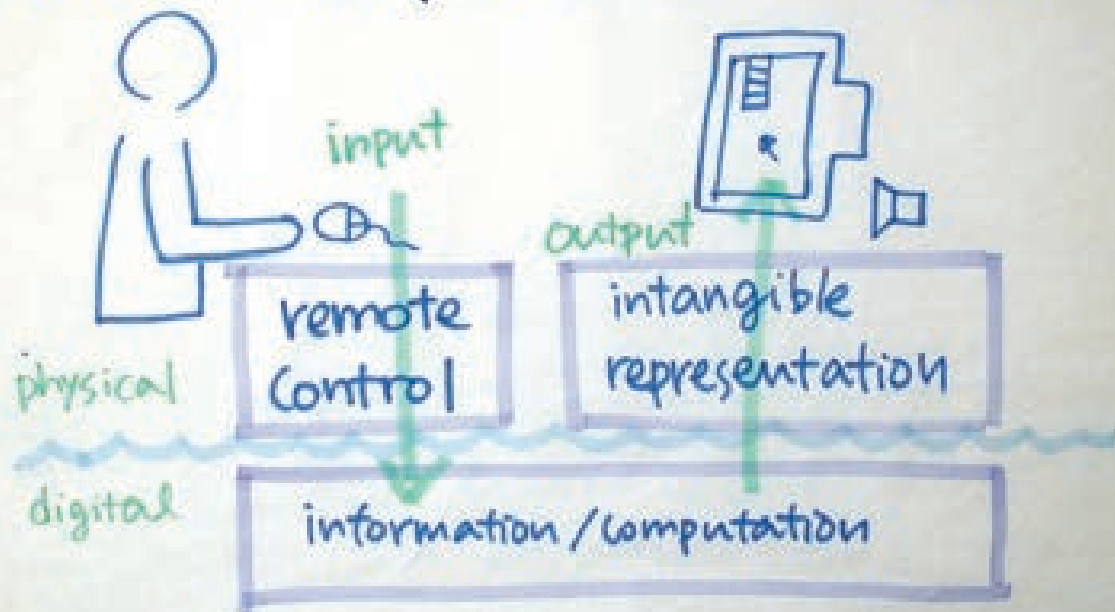 input
output
remote
control
intangible
representation
physical
digital
information/computation